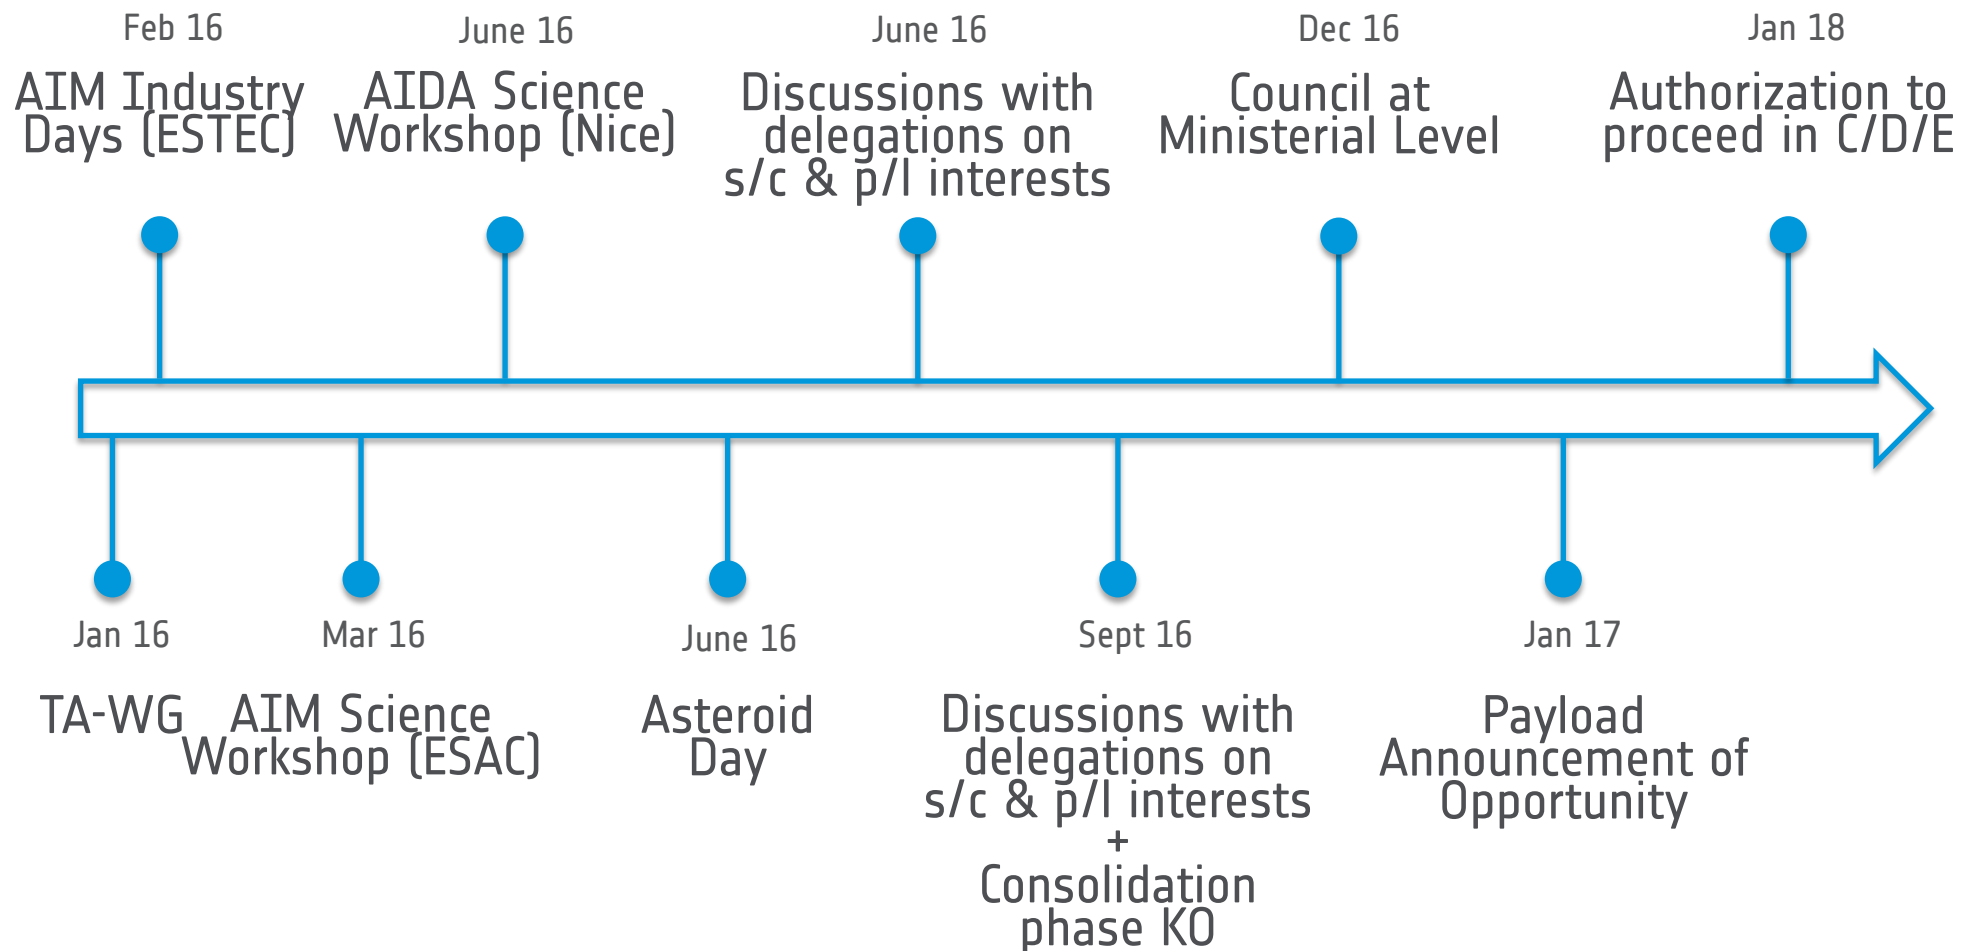 Feb 16
AIM Industry
Days (ESTEC)
June 16
AIDA Science
Workshop (Nice)
June 16
Discussions with
delegations on
s/c & p/l interests
Dec 16
Council at
Ministerial Level
Jan 18
Authorization to
proceed in C/D/E
Jan 16
TA-WG
Mar 16
AIM Science
Workshop (ESAC)
June 16
Asteroid
Day
Sept 16
Discussions with
delegations on
s/c & p/l interests
+
Consolidation
phase KO
Jan 17
Payload
Announcement of
Opportunity